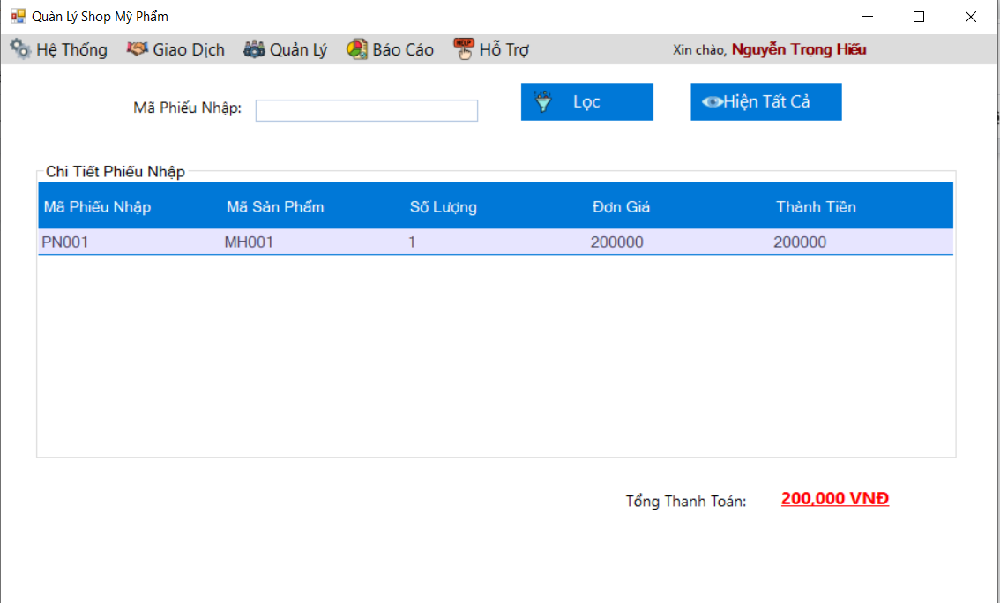 Quản Lý Shop Mỹ Phẩm
Hệ Thống Giao Dịch Quản Lý Báo Cáo HELP Hỗ Trợ Xin chào, Nguyễn Trọng Hiếu
Mã Phiếu Nhập: Lọc Hiện Tất Cả
Chi Tiết Phiếu Nhập
Mã Phiếu Nhập Mã Sản Phẩm Số Lượng Đơn Giá Thành Tiền
PN001 MH001 1 200000 200000
Tổng Thanh Toán: 200,000 VNĐ